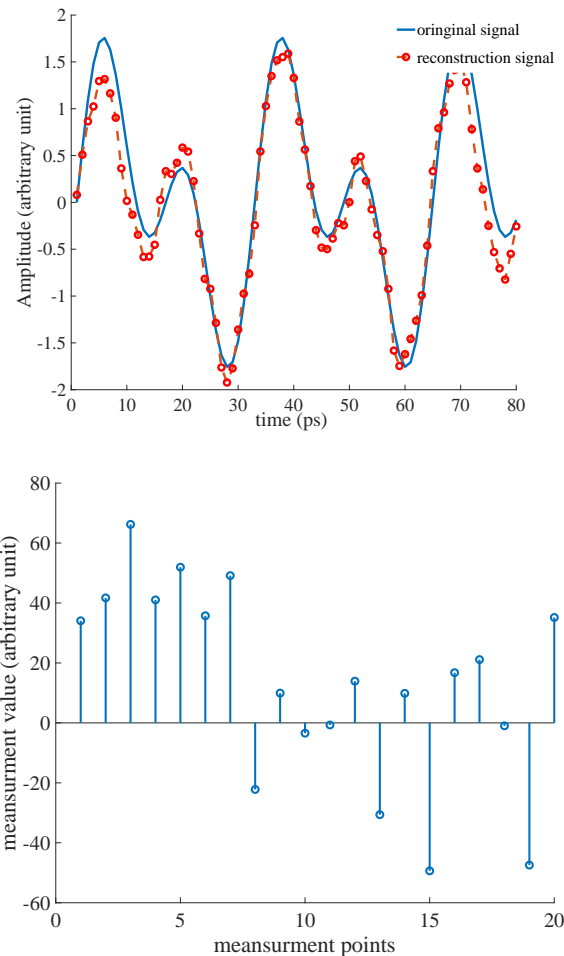 2
1.5
1
0.5
0
-0.5
-1
-1.5
-2
Amplitude (arbitrary unit)
oringinal signal
reconstruction signal
0 10 20 30 40 50 60 70 80
time (ps)
80
60
40
20
0
-20
-40
-60
meansurment value (arbitrary unit)
0 5 10 15 20
meansurment points